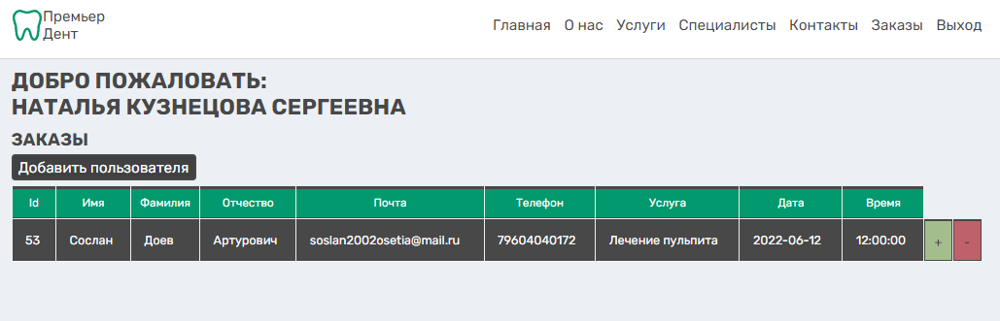 Премьер
Дент
Главная О нас Услуги Специалисты Контакты Заказы Выход
ДОБРО ПОЖАЛОВАТЬ:
НАТАЛЬЯ КУЗНЕЦОВА СЕРГЕЕВНА
ЗАКАЗЫ
Добавить пользователя
Id Имя Фамилия Отчество Почта Телефон Услуга Дата Время
53 Сослан Доев Артурович soslan2002osetia@mail.ru 79604040172 Лечение пульпита 2022-06-12 12:00:00 + -